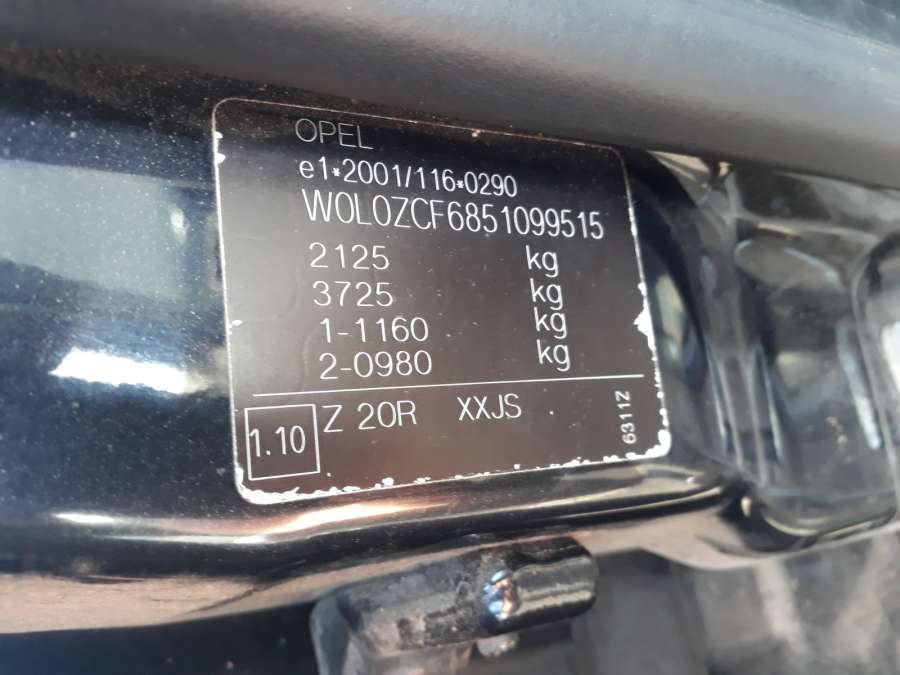 OPEL
e1*2001/116*0290
W0L0ZCF6851099515
2125 kg
3725 kg
1-1160 kg
2-0980 kg
1.10 Z 20R XXJS
6311Z